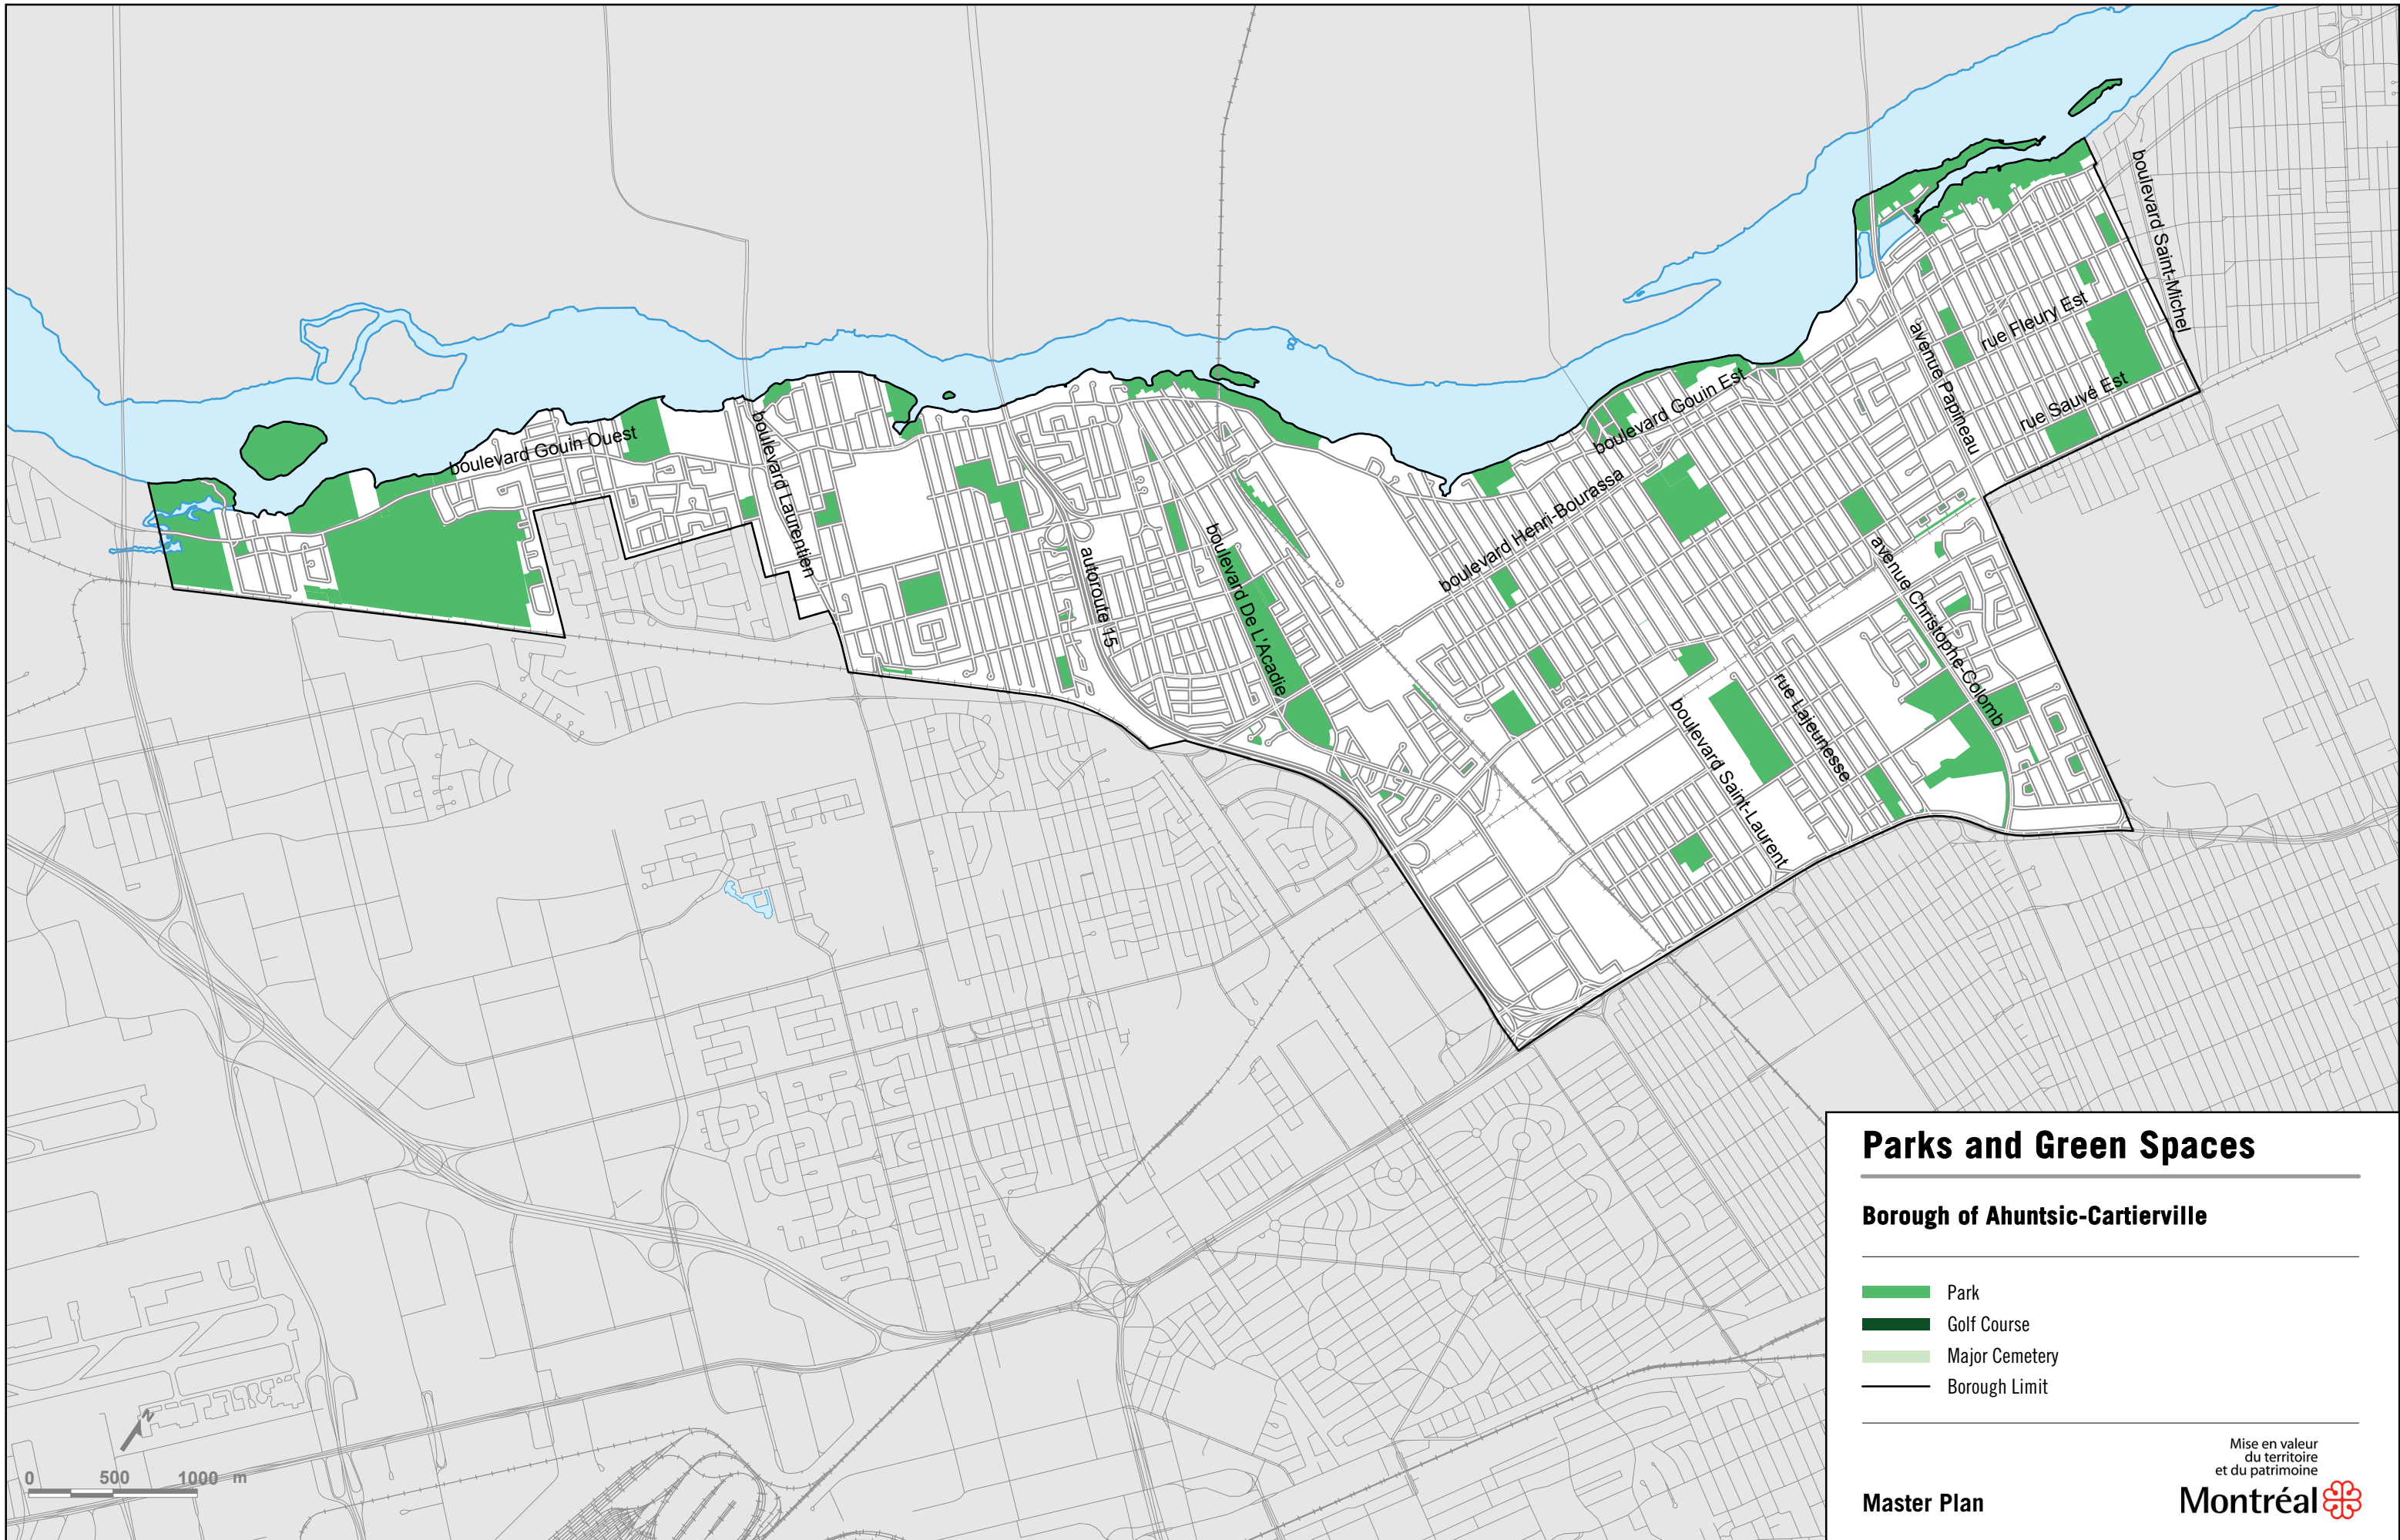 boulevard Saint-Michel
rue Fleury Est
avenue Papineau
rue Sauvé Est
boulevard Gouin Est
boulevard Gouin Ouest
boulevard Laurentien
boulevard Henri-Bourassa
autoroute 15
boulevard De L'Acadie
avenue Christophe-Colomb
rue Lajeunesse
boulevard Saint-Laurent
Parks and Green Spaces
Borough of Ahuntsic-Cartierville
Park
Golf Course
Major Cemetery
Borough Limit
N
0 500 1000 m
Mise en valeur
du territoire
et du patrimoine
Master Plan
Montréal